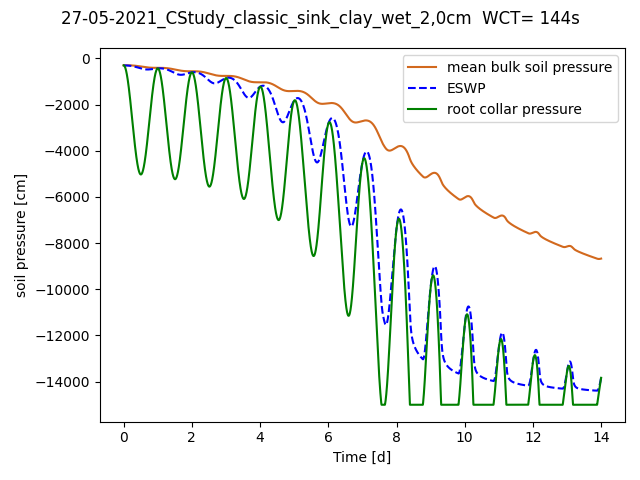 27-05-2021_CStudy_classic_sink_clay_wet_2,0cm  WCT= 144s
mean bulk soil pressure
ESWP
root collar pressure
soil pressure [cm]
0
−2000
−4000
−6000
−8000
−10000
−12000
−14000
0 2 4 6 8 10 12 14
Time [d]